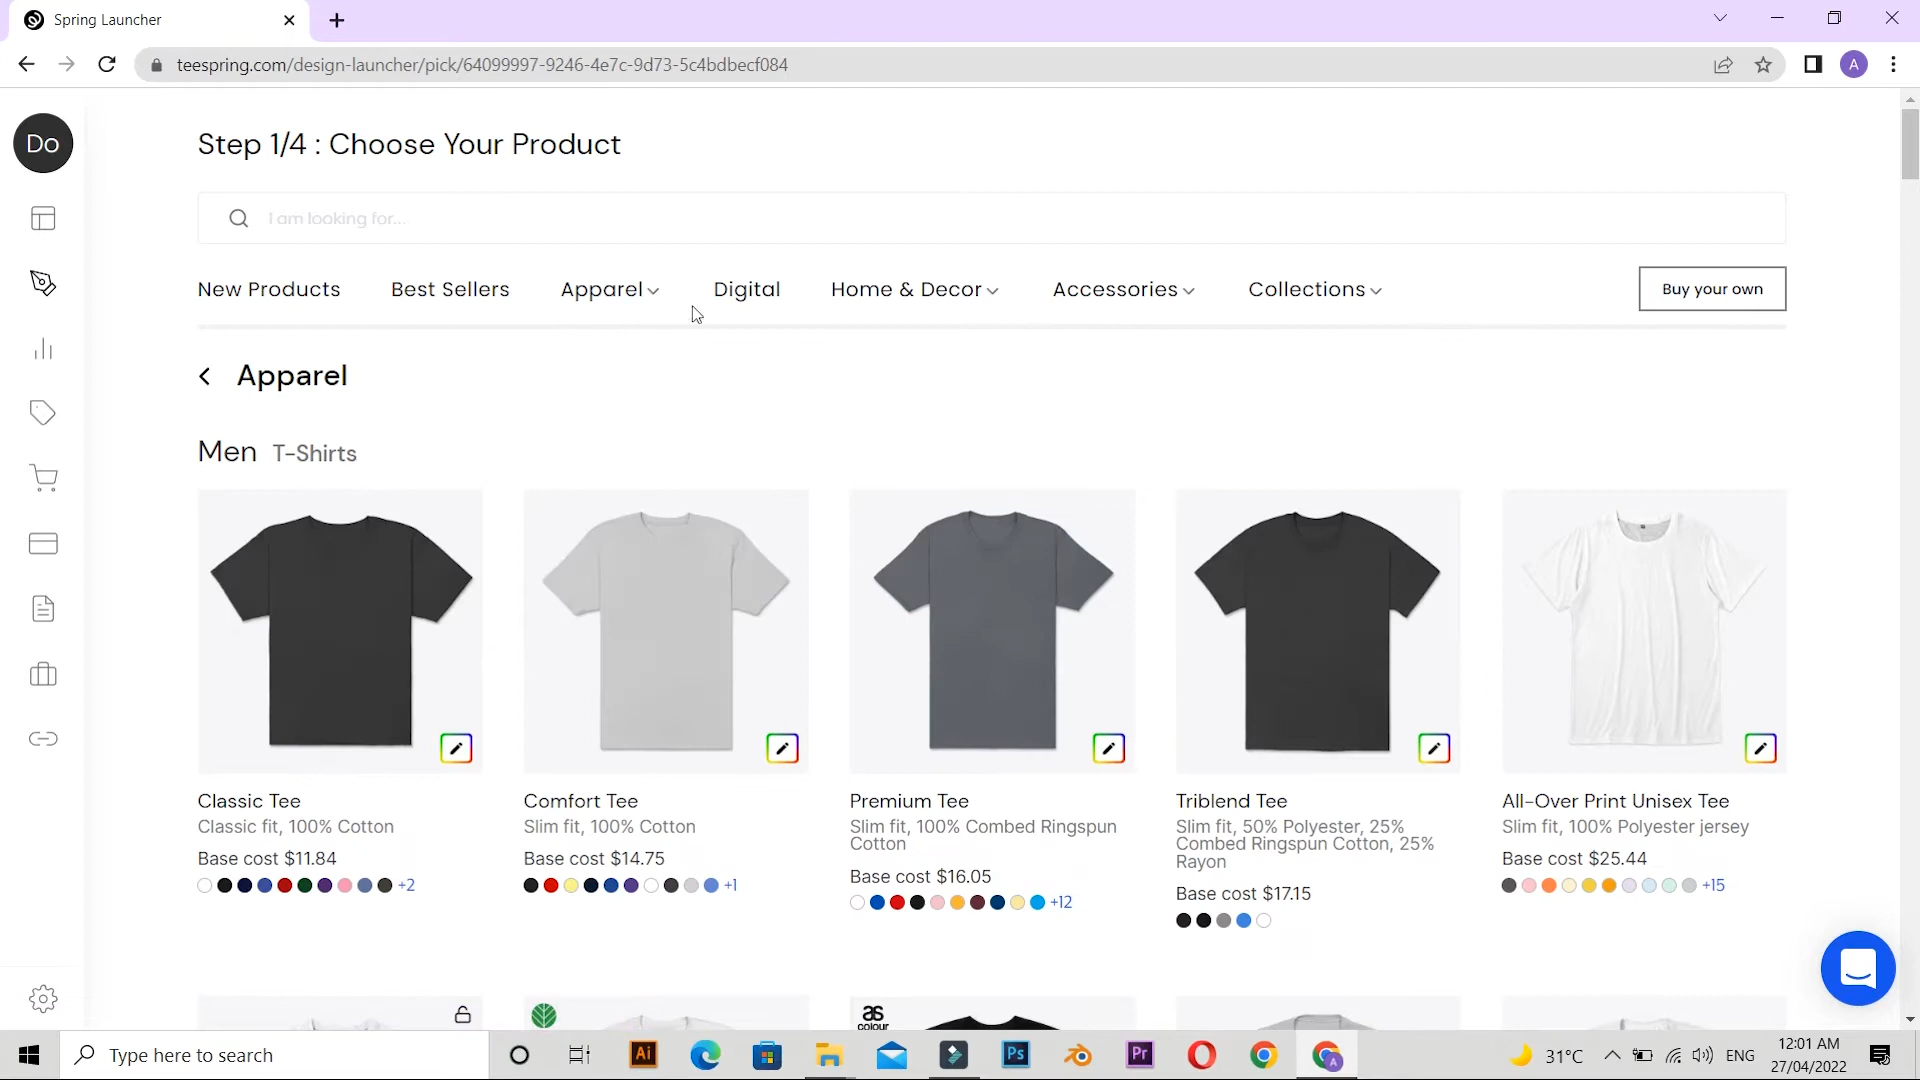 Spring Launcher
teespring.com/design-launcher/pick/64099997-9246-4e7c-9d73-5c4bdbecf084
A
Do
Step 1/4 : Choose Your Product
I am looking for...
New Products Best Sellers Apparel Digital Home & Decor Accessories Collections Buy your own
Apparel
Men T-Shirts
Classic Tee
Classic fit, 100% Cotton
Base cost $11.84
+2
Comfort Tee
Slim fit, 100% Cotton
Base cost $14.75
+1
Premium Tee
Slim fit, 100% Combed Ringspun
Cotton
Base cost $16.05
+12
Triblend Tee
Slim fit, 50% Polyester, 25%
Combed Ringspun Cotton, 25%
Rayon
Base cost $17.15
All-Over Print Unisex Tee
Slim fit, 100% Polyester jersey
Base cost $25.44
+15
as
colour
Type here to search
Ai
Ps
Pr
A
31°C
ENG
12:01 AM
27/04/2022